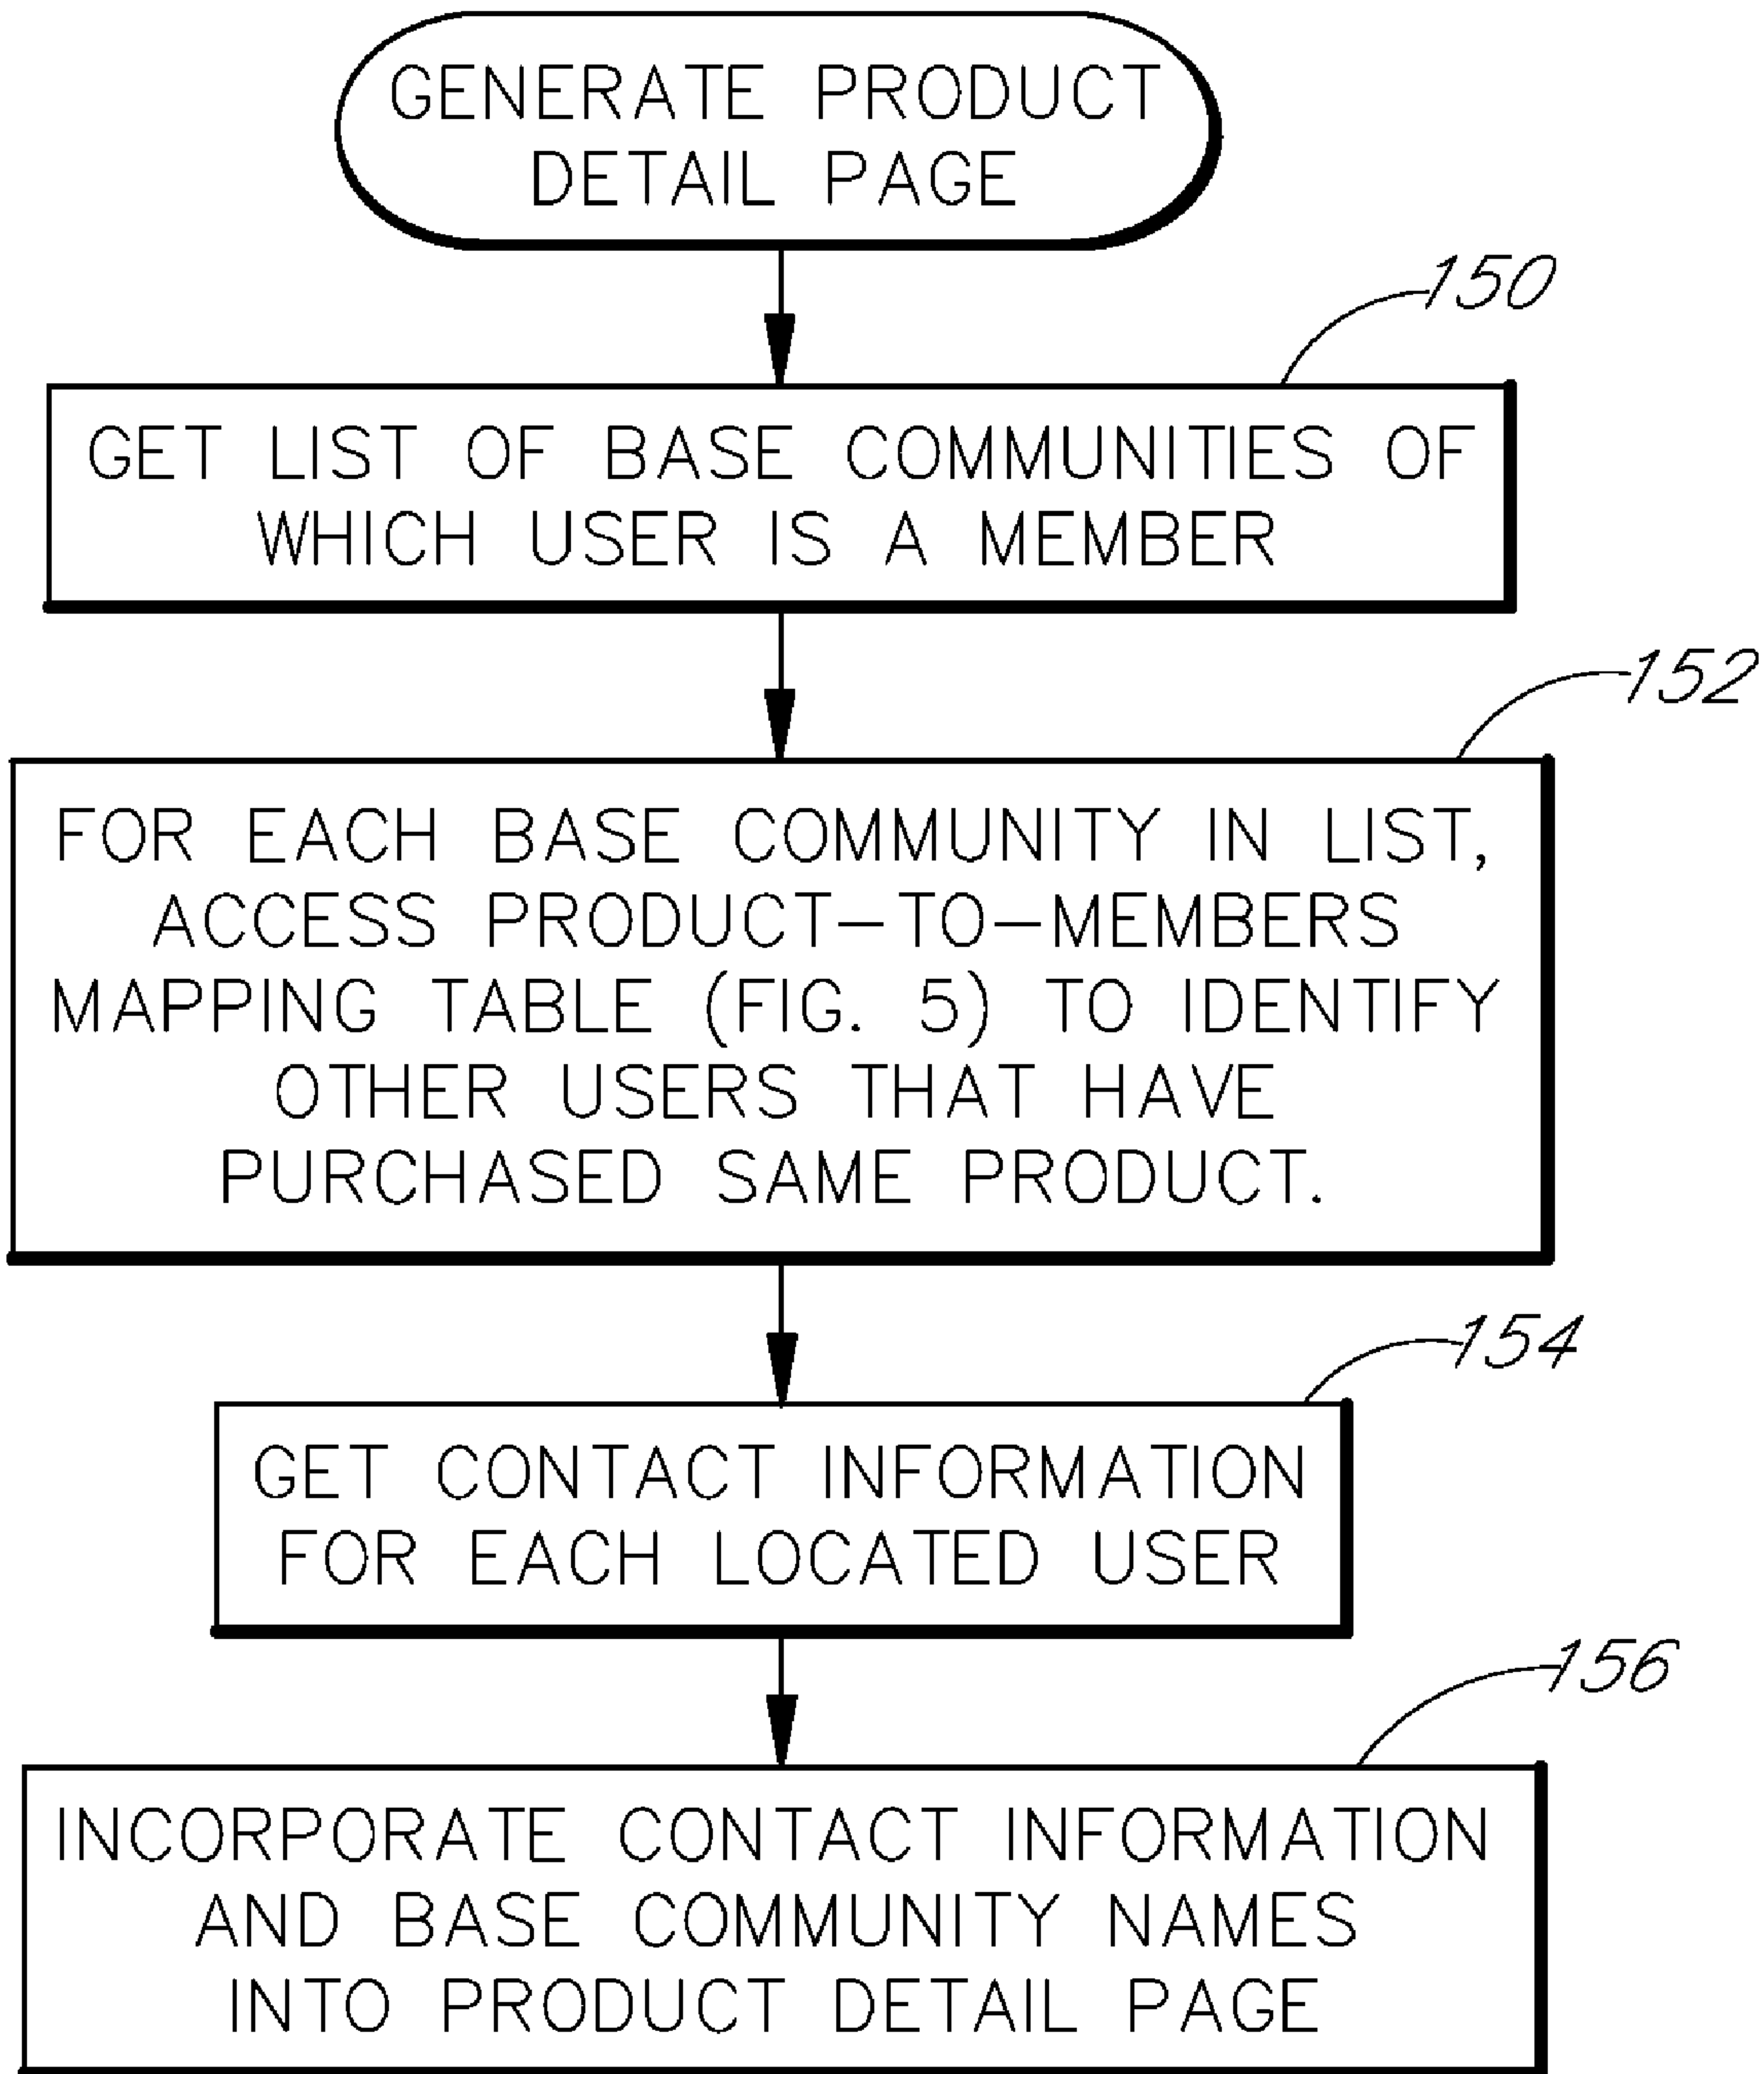 GENERATE PRODUCT
DETAIL PAGE
150
GET LIST OF BASE COMMUNITIES OF
WHICH USER IS A MEMBER
152
FOR EACH BASE COMMUNITY IN LIST,
ACCESS PRODUCT-TO-MEMBERS
MAPPING TABLE (FIG. 5) TO IDENTIFY
OTHER USERS THAT HAVE
PURCHASED SAME PRODUCT.
154
GET CONTACT INFORMATION
FOR EACH LOCATED USER
156
INCORPORATE CONTACT INFORMATION
AND BASE COMMUNITY NAMES
INTO PRODUCT DETAIL PAGE